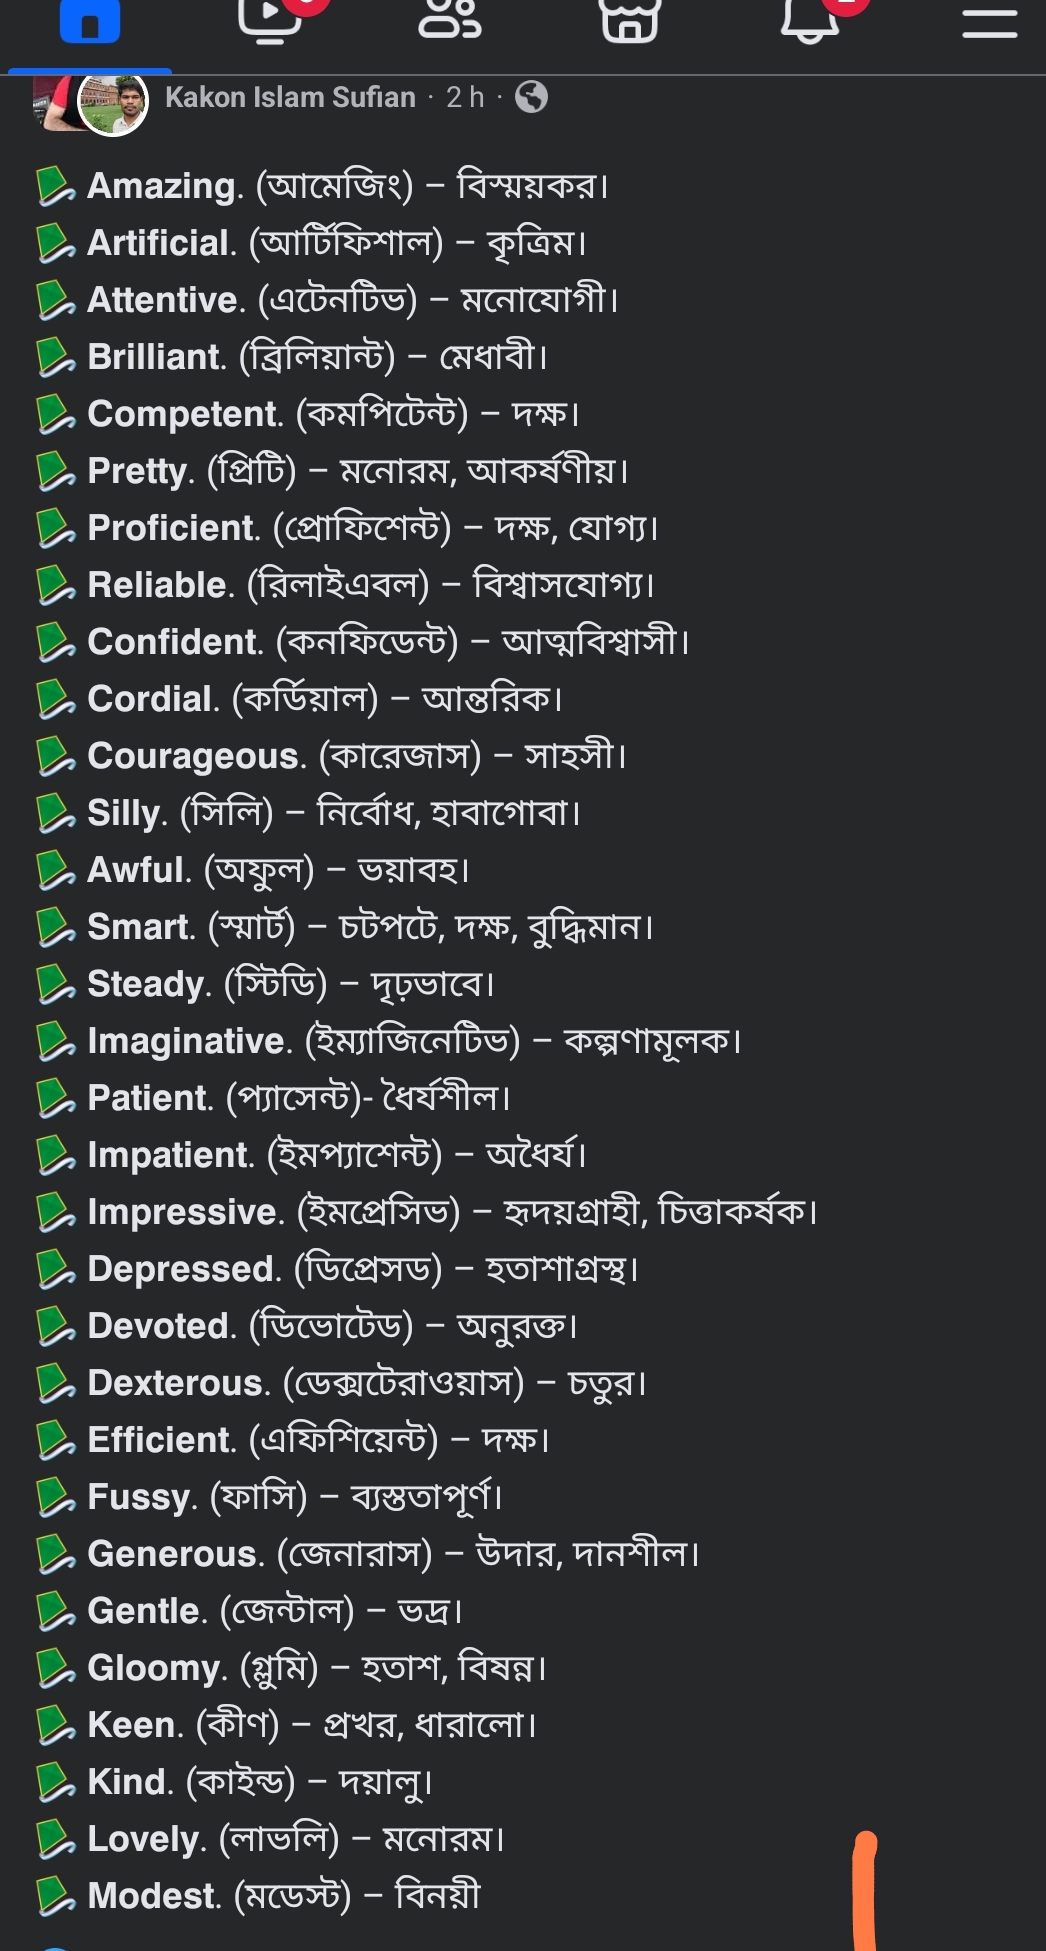 Kakon Islam Sufian · 2 h ·
Amazing. (আমেজিং) – বিস্ময়কর।
Artificial. (আর্টিফিশাল) – কৃত্রিম।
Attentive. (এটেনটিভ) – মনোযোগী।
Brilliant. (ব্রিলিয়ান্ট) – মেধাবী।
Competent. (কমপিটেন্ট) – দক্ষ।
Pretty. (প্রিটি) – মনোরম, আকর্ষণীয়।
Proficient. (প্রোফিশেন্ট) – দক্ষ, যোগ্য।
Reliable. (রিলাইএবল) – বিশ্বাসযোগ্য।
Confident. (কনফিডেন্ট) – আত্মবিশ্বাসী।
Cordial. (কর্ডিয়াল) – আন্তরিক।
Courageous. (কারেজাস) – সাহসী।
Silly. (সিলি) – নির্বোধ, হাবাগোবা।
Awful. (অফুল) – ভয়াবহ।
Smart. (স্মার্ট) – চটপটে, দক্ষ, বুদ্ধিমান।
Steady. (স্টিডি) – দৃঢ়ভাবে।
Imaginative. (ইম্যাজিনেটিভ) – কল্পণামূলক।
Patient. (প্যাসেন্ট)- ধৈর্যশীল।
Impatient. (ইমপ্যাশেন্ট) – অধৈর্য।
Impressive. (ইমপ্রেসিভ) – হৃদয়গ্রাহী, চিত্তাকর্ষক।
Depressed. (ডিপ্রেসড) – হতাশাগ্রস্থ।
Devoted. (ডিভোটেড) – অনুরক্ত।
Dexterous. (ডেক্সটেরাওয়াস) – চতুর।
Efficient. (এফিশিয়েন্ট) – দক্ষ।
Fussy. (ফাসি) – ব্যস্ততাপূর্ণ।
Generous. (জেনারাস) – উদার, দানশীল।
Gentle. (জেন্টাল) – ভদ্র।
Gloomy. (গ্লুমি) – হতাশ, বিষন্ন।
Keen. (কীণ) – প্রখর, ধারালো।
Kind. (কাইন্ড) – দয়ালু।
Lovely. (লাভলি) – মনোরম।
Modest. (মডেস্ট) – বিনয়ী